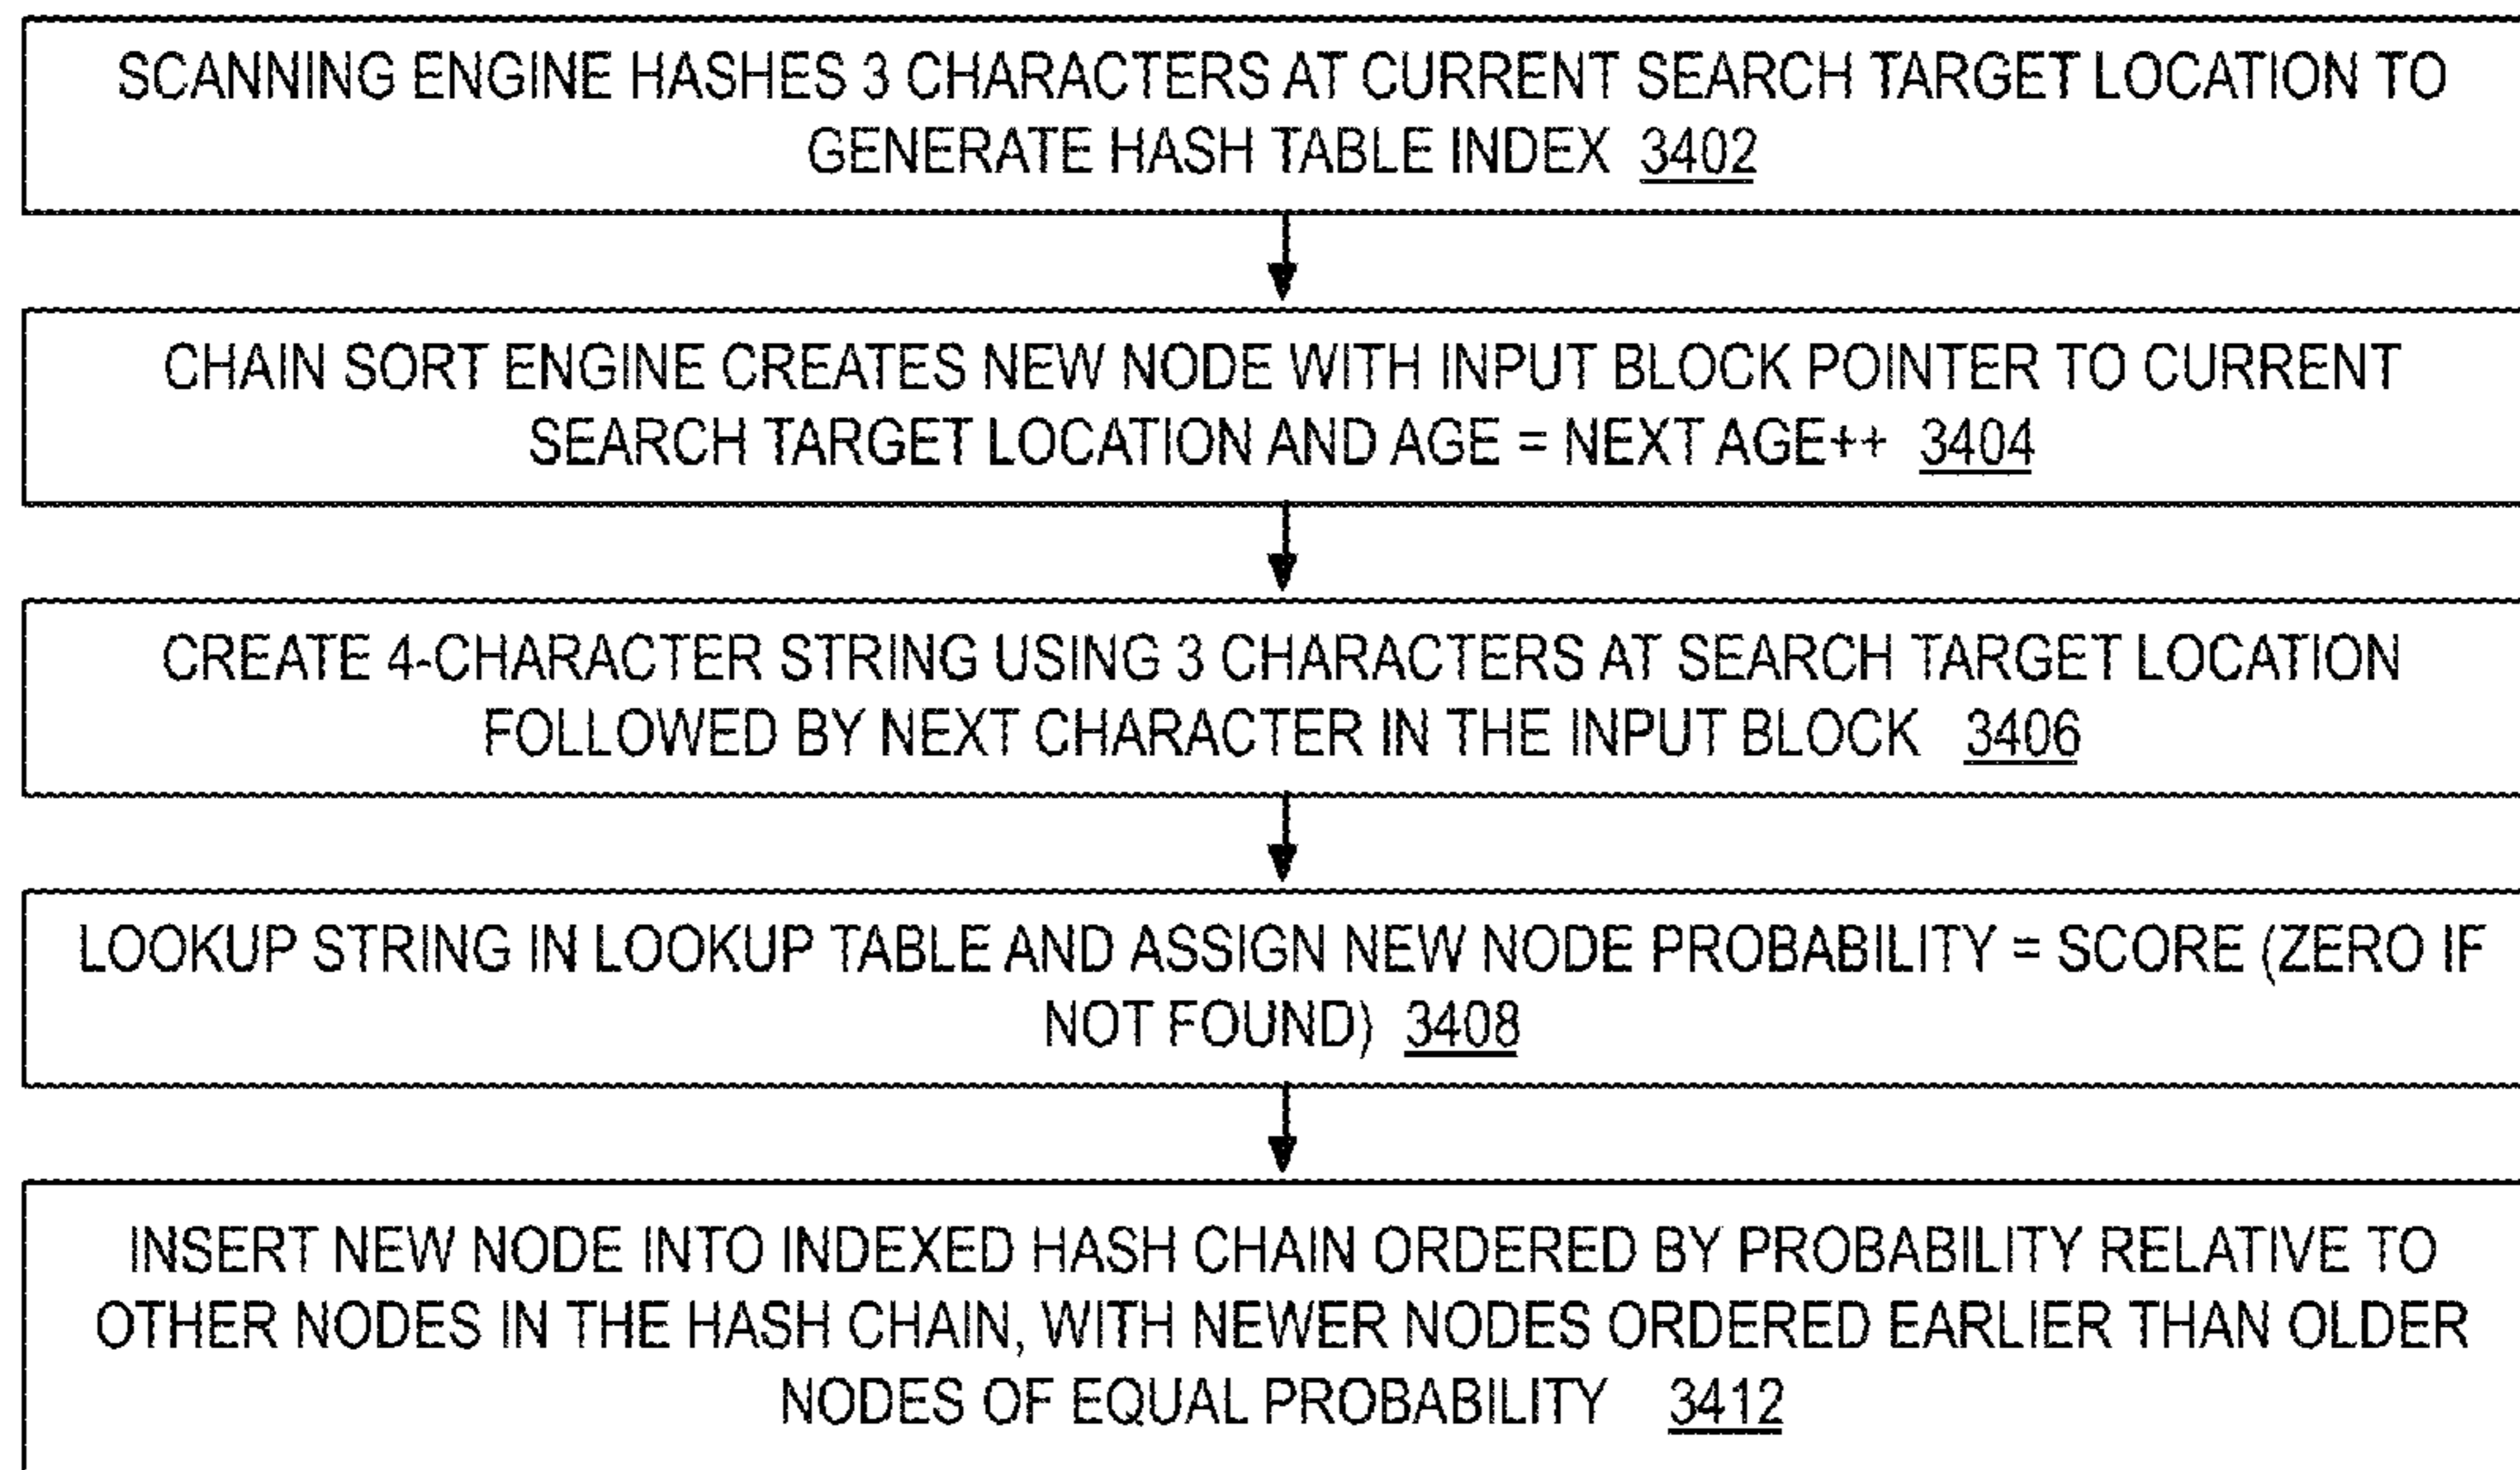 SCANNING ENGINE HASHES 3 CHARACTERS AT CURRENT SEARCH TARGET LOCATION TO
GENERATE HASH TABLE INDEX 3402
CHAIN SORT ENGINE CREATES NEW NODE WITH INPUT BLOCK POINTER TO CURRENT
SEARCH TARGET LOCATION AND AGE = NEXT AGE++ 3404
CREATE 4-CHARACTER STRING USING 3 CHARACTERS AT SEARCH TARGET LOCATION
FOLLOWED BY NEXT CHARACTER IN THE INPUT BLOCK 3406
LOOKUP STRING IN LOOKUP TABLE AND ASSIGN NEW NODE PROBABILITY = SCORE (ZERO IF
NOT FOUND) 3408
INSERT NEW NODE INTO INDEXED HASH CHAIN ORDERED BY PROBABILITY RELATIVE TO
OTHER NODES IN THE HASH CHAIN, WITH NEWER NODES ORDERED EARLIER THAN OLDER
NODES OF EQUAL PROBABILITY 3412